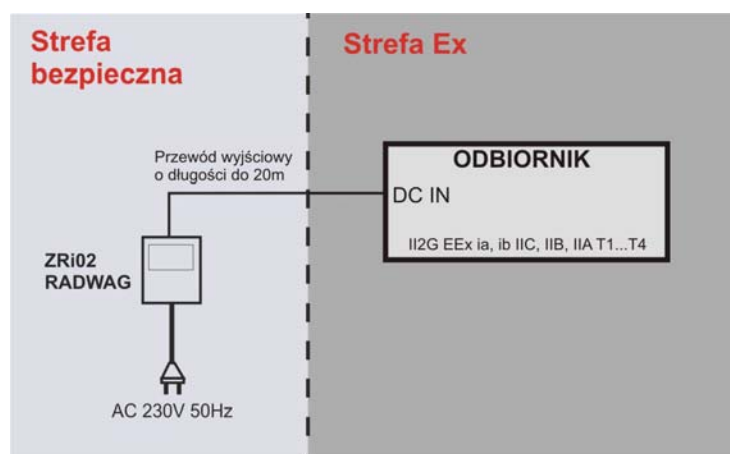 Strefa
bezpieczna
Strefa Ex
Przewód wyjściowy
o długości do 20m
ODBIORNIK
DC IN
II2G EEx ia, ib IIC, IIB, IIA T1...T4
ZRi02
RADWAG
AC 230V 50Hz